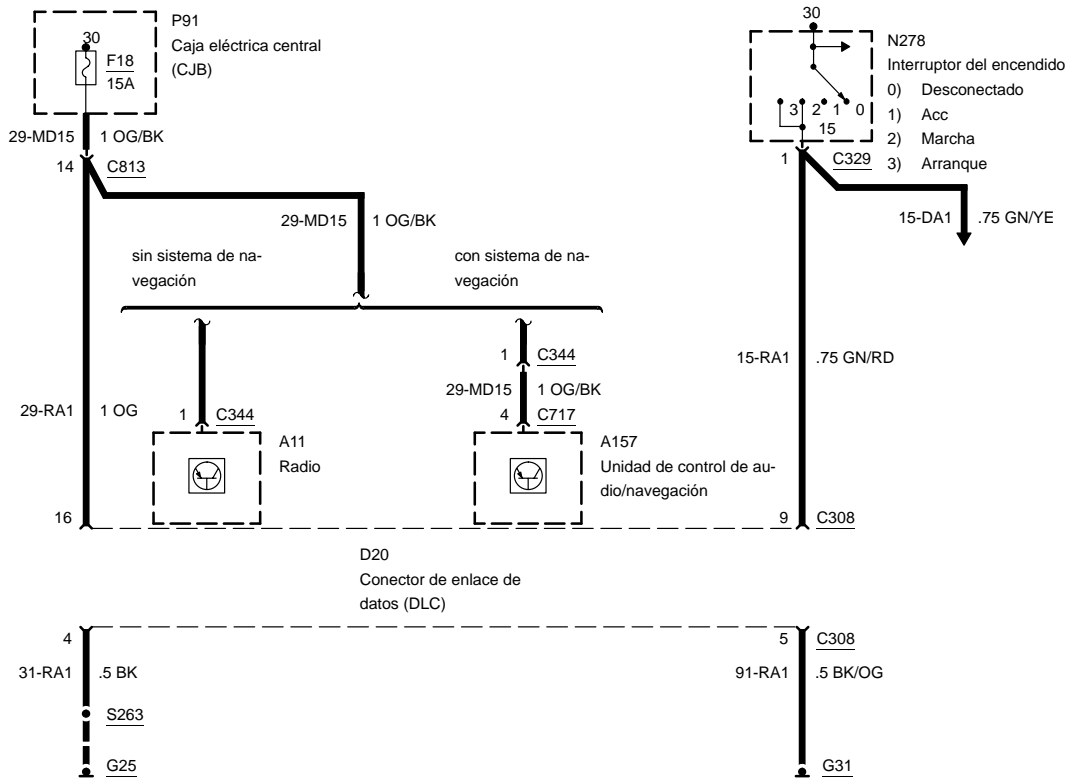 P91
Caja eléctrica central
(CJB)
30
F18
15A
29-MD15 1 OG/BK
14 C813
30
N278
Interruptor del encendido
0) Desconectado
1) Acc
2) Marcha
3) Arranque
3 2 1 0
15
1 C329
15-DA1 .75 GN/YE
29-MD15 1 OG/BK
sin sistema de na-
vegación
con sistema de na-
vegación
1 C344
29-MD15 1 OG/BK
4 C717
15-RA1 .75 GN/RD
29-RA1 1 OG
1 C344
A11
Radio
A157
Unidad de control de au-
dio/navegación
16
9 C308
D20
Conector de enlace de
datos (DLC)
4
5 C308
31-RA1 .5 BK
91-RA1 .5 BK/OG
S263
G25
G31